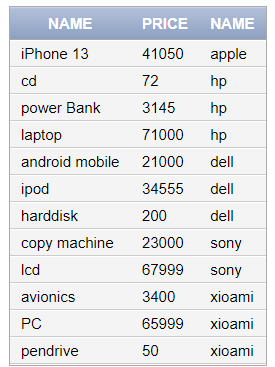 NAME PRICE NAME
iPhone 13 41050 apple
cd 72 hp
power Bank 3145 hp
laptop 71000 hp
android mobile 21000 dell
ipod 34555 dell
harddisk 200 dell
copy machine 23000 sony
lcd 67999 sony
avionics 3400 xioami
PC 65999 xioami
pendrive 50 xioami